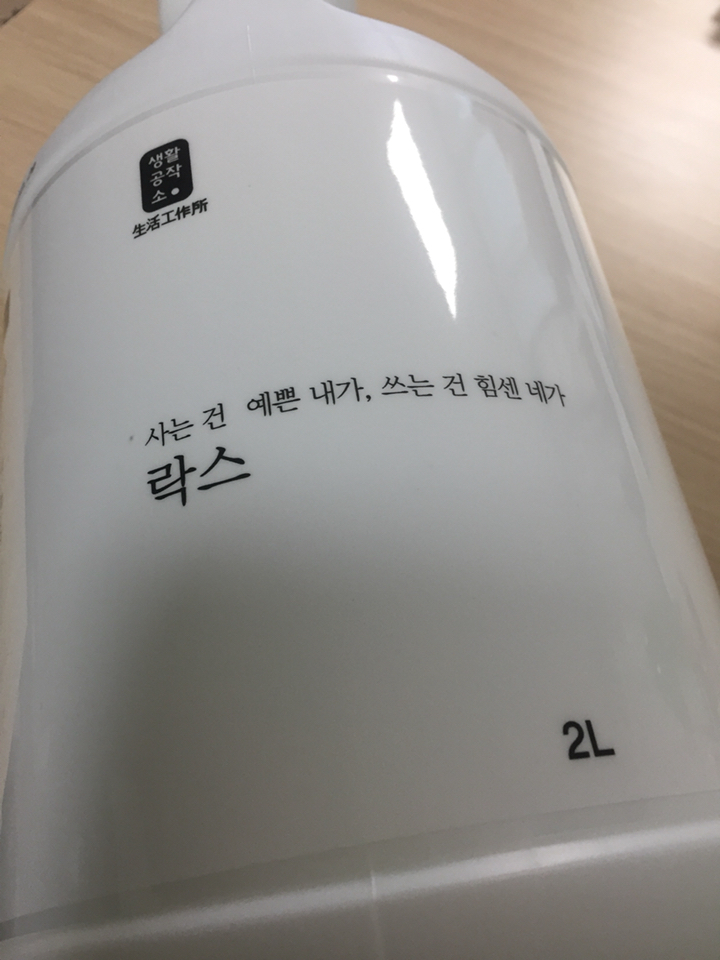 생활
공작
소
生活工作所
사는 건 예쁜 내가, 쓰는 건 힘센 네가
락스
2L